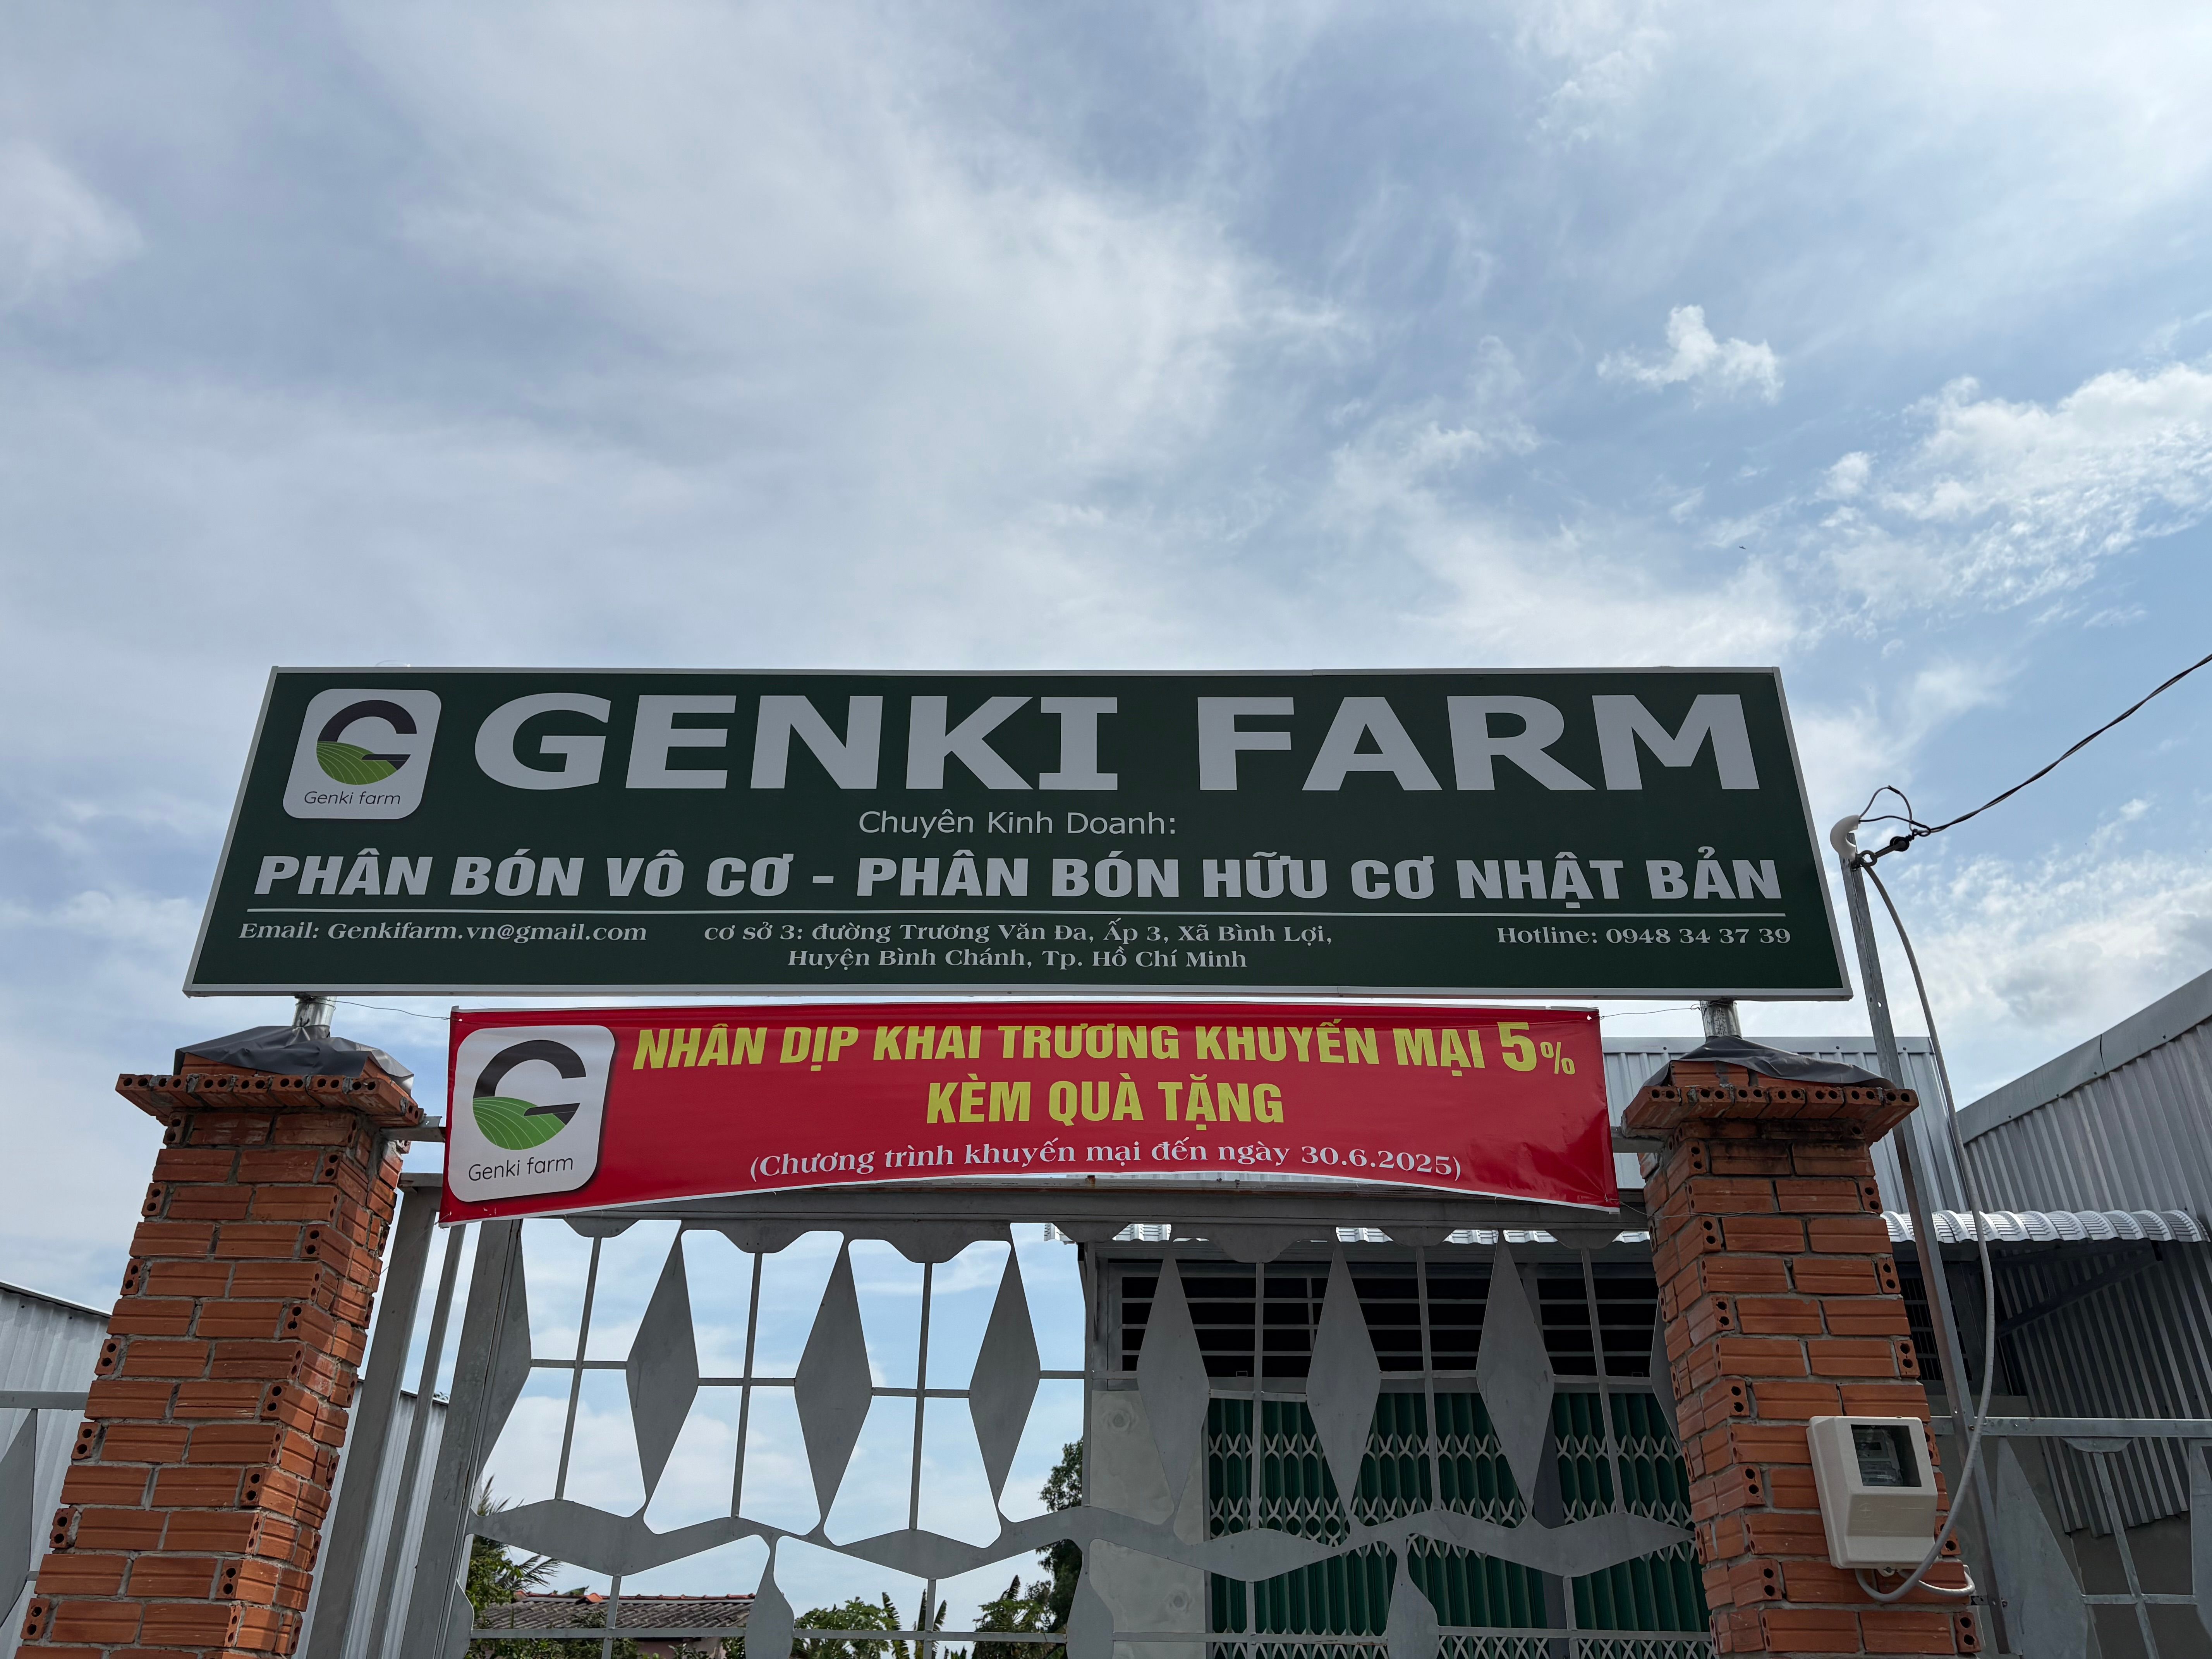 GENKI FARM
Genki farm
Chuyên Kinh Doanh:
PHÂN BÓN VÔ CƠ - PHÂN BÓN HỮU CƠ NHẬT BẢN
Email: Genkifarm.vn@gmail.com
cơ sở 3: đường Trương Văn Đa, Ấp 3, Xã Bình Lợi,
Huyện Bình Chánh, Tp. Hồ Chí Minh
Hotline: 0948 34 37 39
NHÂN DỊP KHAI TRƯƠNG KHUYẾN MẠI 5%
KÈM QUÀ TẶNG
(Chương trình khuyến mại đến ngày 30.6.2025)
Genki farm